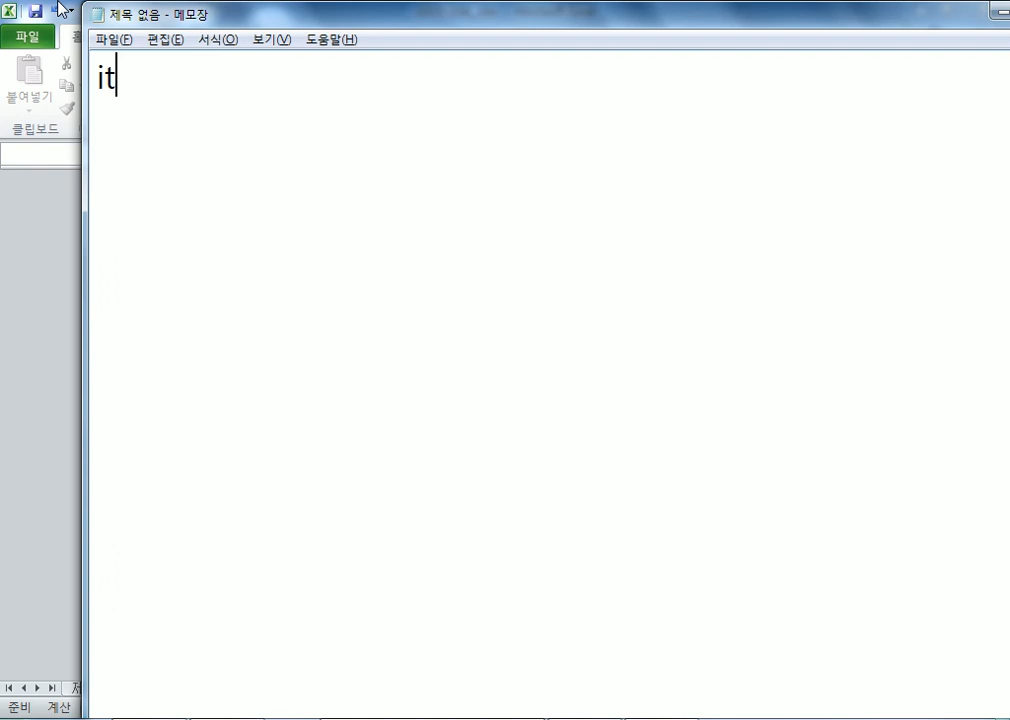 제목 없음 - 메모장
파일
파일(F) 편집(E) 서식(O) 보기(V) 도움말(H)
it
붙여넣기
클립보드
준비 계산